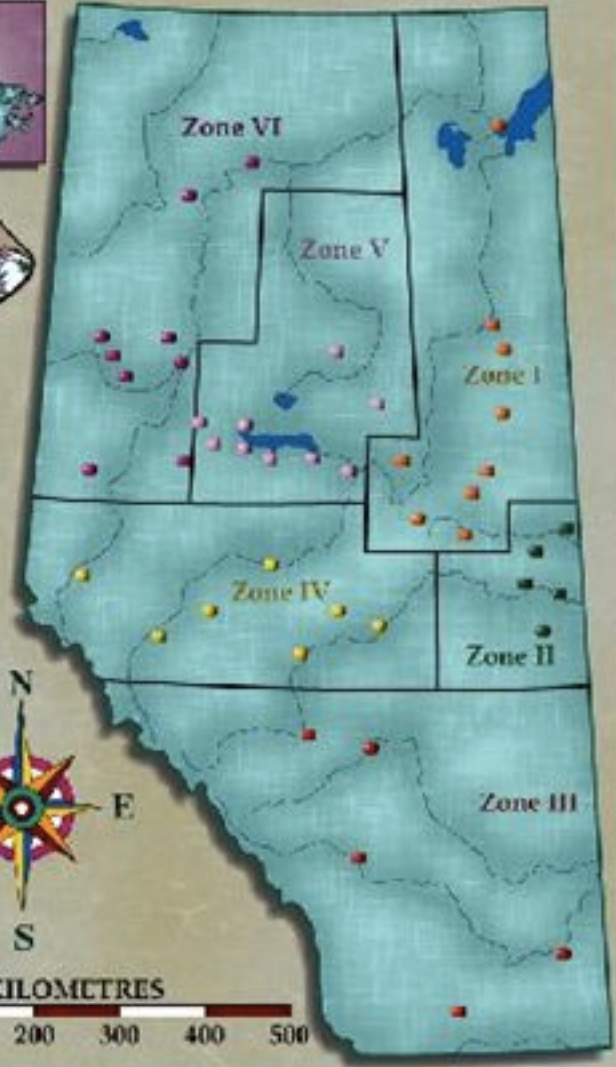 Zone VI
Zone V
Zone I
Zone IV
Zone II
N
E
Zone III
S
KILOMETRES
200 300 400 500